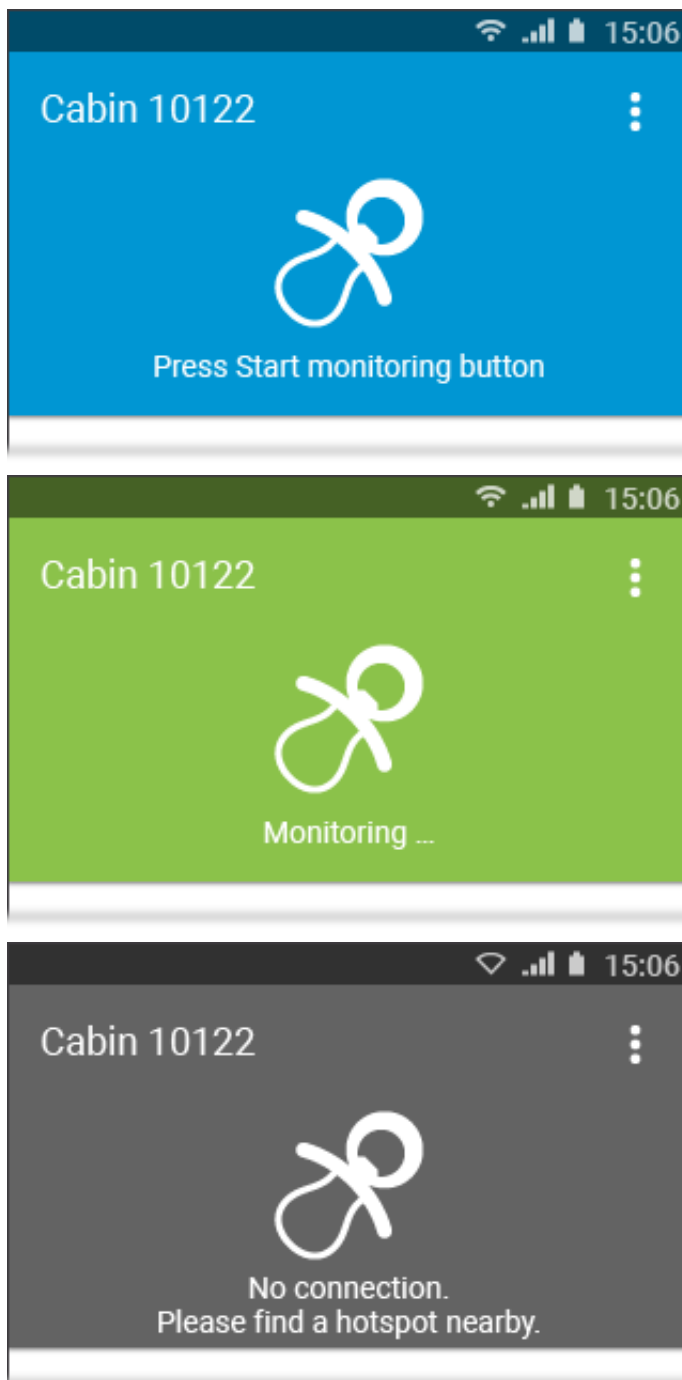 15:06
Cabin 10122
Press Start monitoring button
15:06
Cabin 10122
Monitoring ...
15:06
Cabin 10122
No connection.
Please find a hotspot nearby.